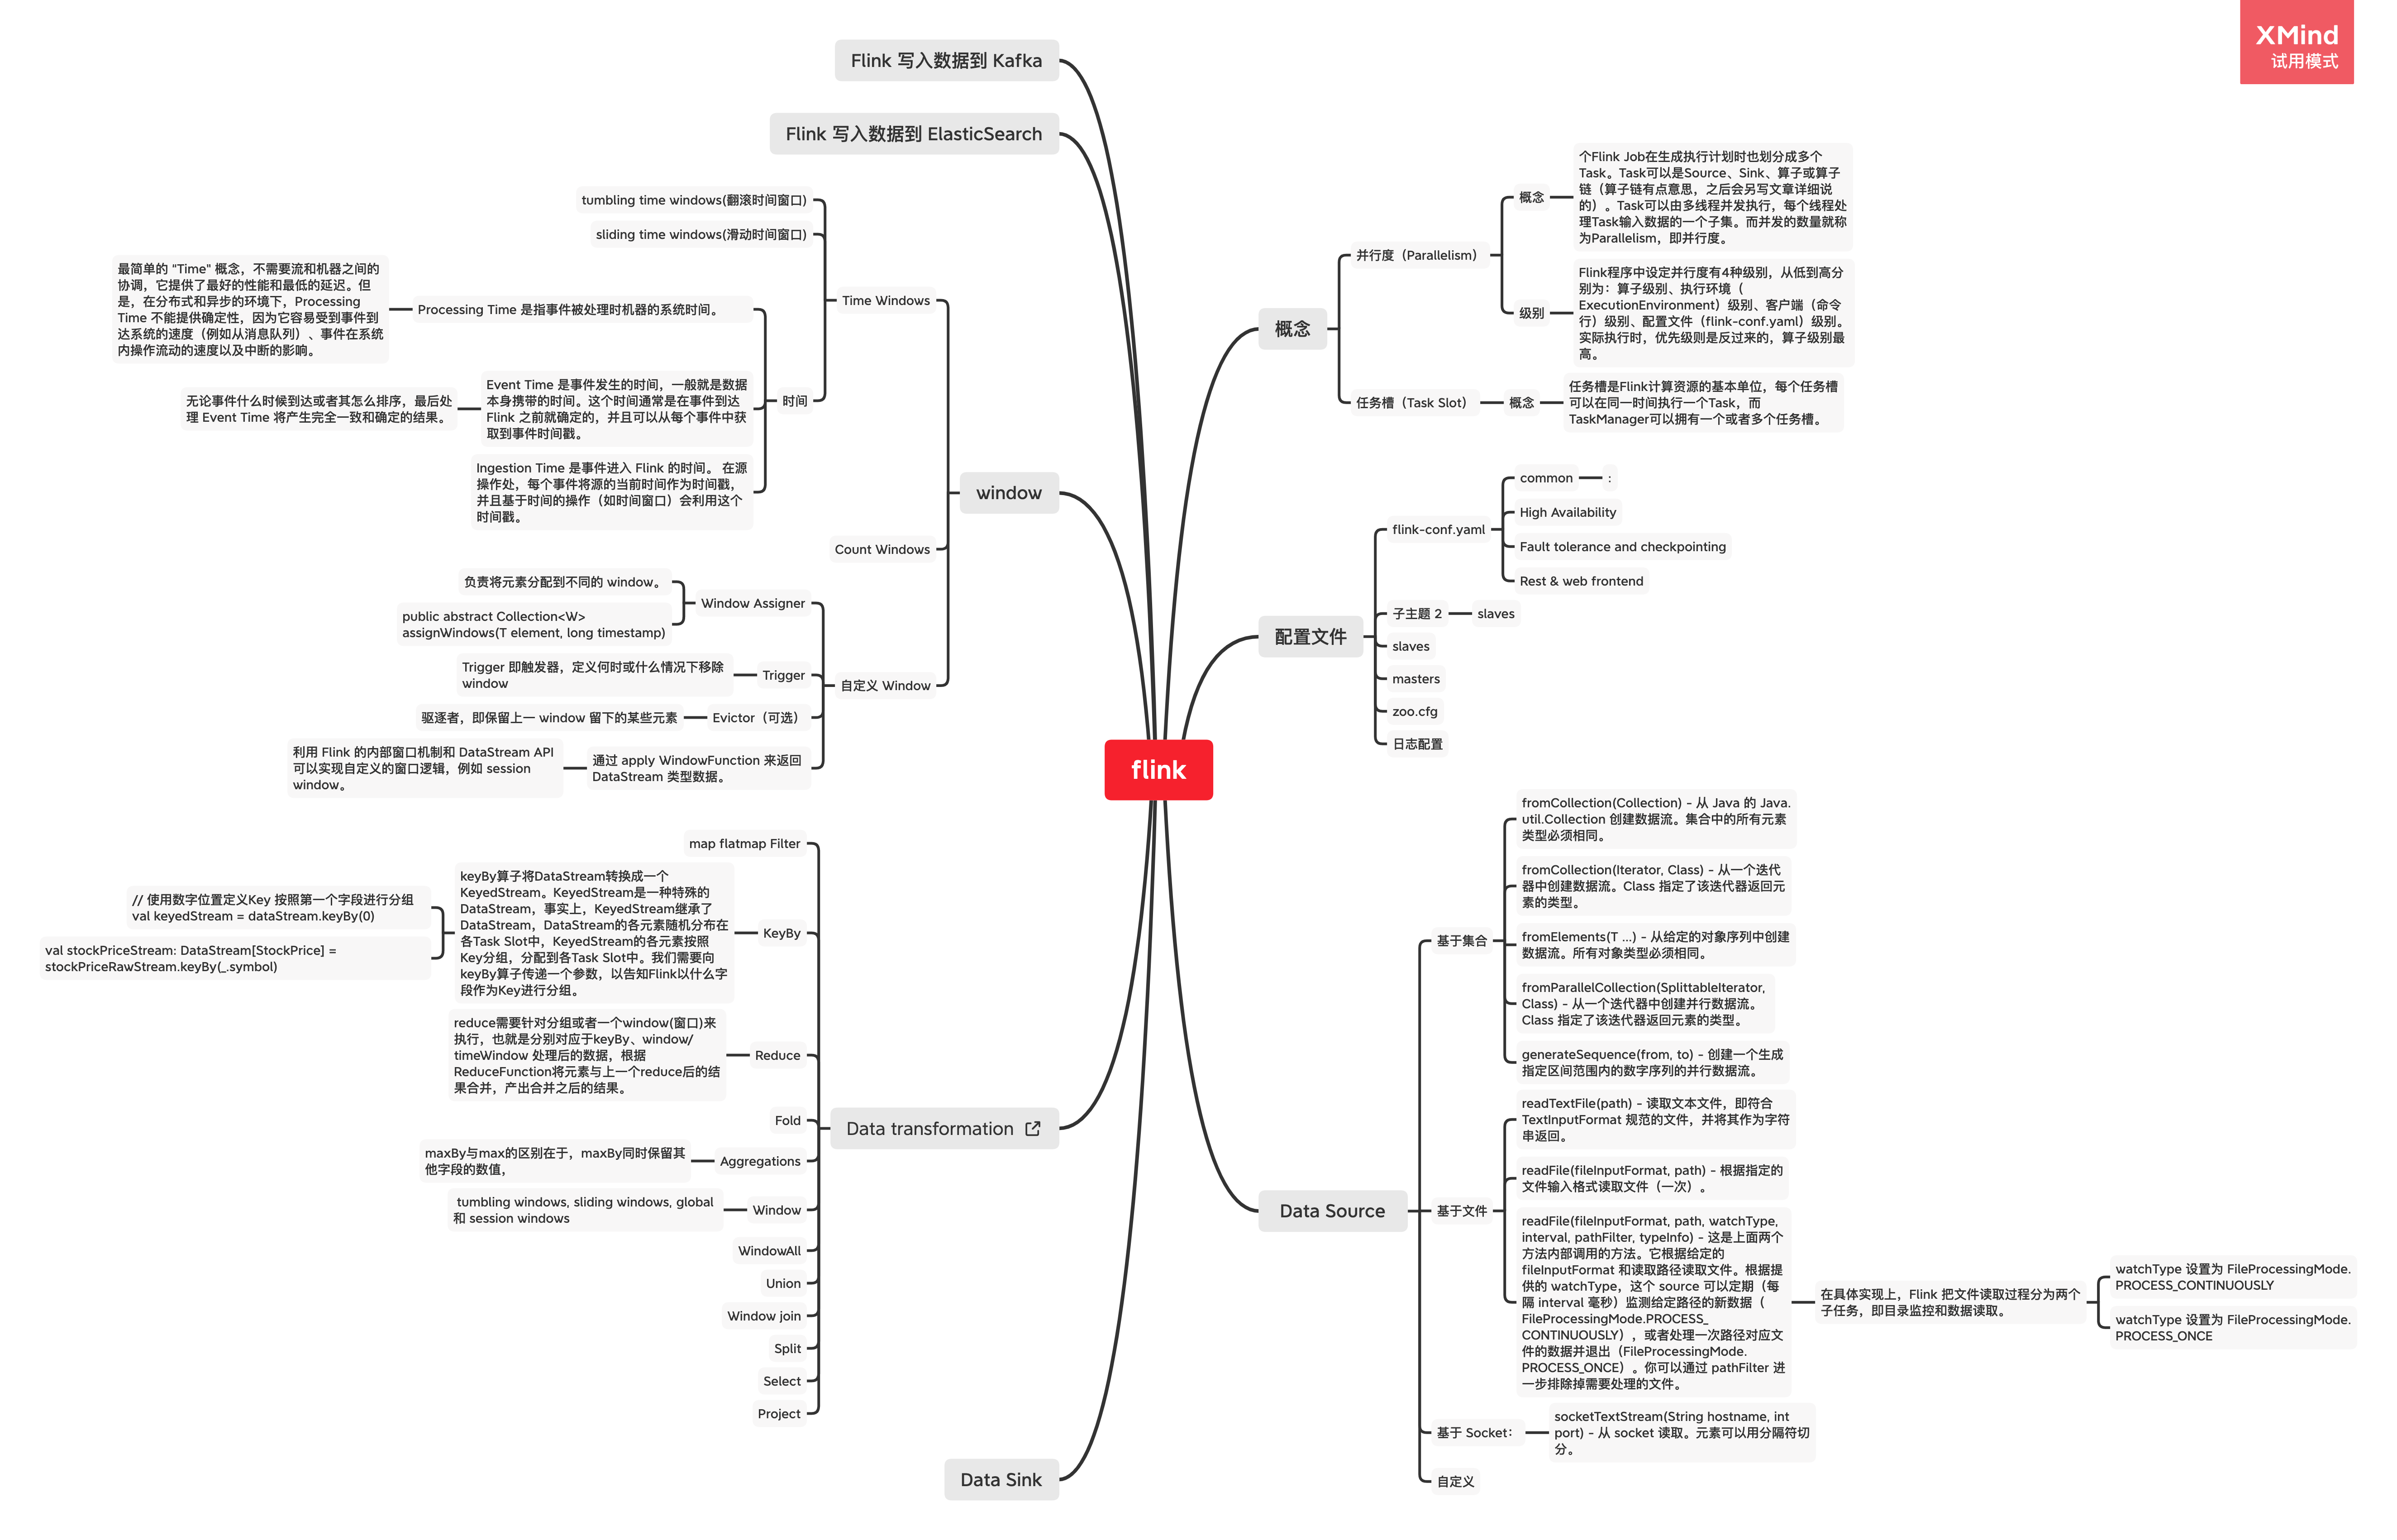 XMind
试用模式
flink
概念
并行度（Parallelism）
概念
个Flink Job在生成执行计划时也划分成多个
Task。Task可以是Source、Sink、算子或算子
链（算子链有点意思，之后会另写文章详细说
的）。Task可以由多线程并发执行，每个线程处
理Task输入数据的一个子集。而并发的数量就称
为Parallelism，即并行度。
级别
Flink程序中设定并行度有4种级别，从低到高分
别为：算子级别、执行环境（
ExecutionEnvironment）级别、客户端（命令
行）级别、配置文件（flink-conf.yaml）级别。
实际执行时，优先级则是反过来的，算子级别最
高。
任务槽（Task Slot）
概念
任务槽是Flink计算资源的基本单位，每个任务槽
可以在同一时间执行一个Task，而
TaskManager可以拥有一个或者多个任务槽。
配置文件
flink-conf.yaml
common
:
High Availability
Fault tolerance and checkpointing
Rest & web frontend
子主题 2
slaves
slaves
masters
zoo.cfg
日志配置
Data Source
基于集合
fromCollection(Collection) - 从 Java 的 Java.
util.Collection 创建数据流。集合中的所有元素
类型必须相同。
fromCollection(Iterator, Class) - 从一个迭代
器中创建数据流。Class 指定了该迭代器返回元
素的类型。
fromElements(T ...) - 从给定的对象序列中创建
数据流。所有对象类型必须相同。
fromParallelCollection(SplittableIterator,
Class) - 从一个迭代器中创建并行数据流。
Class 指定了该迭代器返回元素的类型。
generateSequence(from, to) - 创建一个生成
指定区间范围内的数字序列的并行数据流。
基于文件
readTextFile(path) - 读取文本文件，即符合
TextInputFormat 规范的文件，并将其作为字符
串返回。
readFile(fileInputFormat, path) - 根据指定的
文件输入格式读取文件（一次）。
readFile(fileInputFormat, path, watchType,
interval, pathFilter, typeInfo) - 这是上面两个
方法内部调用的方法。它根据给定的
fileInputFormat 和读取路径读取文件。根据提
供的 watchType，这个 source 可以定期（每
隔 interval 毫秒）监测给定路径的新数据（
FileProcessingMode.PROCESS_
CONTINUOUSLY），或者处理一次路径对应文
件的数据并退出（FileProcessingMode.
PROCESS_ONCE）。你可以通过 pathFilter 进
一步排除掉需要处理的文件。
在具体实现上，Flink 把文件读取过程分为两个
子任务，即目录监控和数据读取。
watchType 设置为 FileProcessingMode.
PROCESS_CONTINUOUSLY
watchType 设置为 FileProcessingMode.
PROCESS_ONCE
基于 Socket：
socketTextStream(String hostname, int
port) - 从 socket 读取。元素可以用分隔符切
分。
自定义
Flink 写入数据到 Kafka
Flink 写入数据到 ElasticSearch
window
Time Windows
tumbling time windows(翻滚时间窗口)
sliding time windows(滑动时间窗口)
时间
Processing Time 是指事件被处理时机器的系统时间。
最简单的 "Time" 概念，不需要流和机器之间的
协调，它提供了最好的性能和最低的延迟。但
是，在分布式和异步的环境下，Processing
Time 不能提供确定性，因为它容易受到事件到
达系统的速度（例如从消息队列）、事件在系统
内操作流动的速度以及中断的影响。
Event Time 是事件发生的时间，一般就是数据
本身携带的时间。这个时间通常是在事件到达
Flink 之前就确定的，并且可以从每个事件中获
取到事件时间戳。
无论事件什么时候到达或者其怎么排序，最后处
理 Event Time 将产生完全一致和确定的结果。
Ingestion Time 是事件进入 Flink 的时间。 在源
操作处，每个事件将源的当前时间作为时间戳，
并且基于时间的操作（如时间窗口）会利用这个
时间戳。
Count Windows
自定义 Window
Window Assigner
负责将元素分配到不同的 window。
public abstract Collection<W>
assignWindows(T element, long timestamp)
Trigger
Trigger 即触发器，定义何时或什么情况下移除
window
Evictor（可选）
驱逐者，即保留上一 window 留下的某些元素
通过 apply WindowFunction 来返回
DataStream 类型数据。
利用 Flink 的内部窗口机制和 DataStream API
可以实现自定义的窗口逻辑，例如 session
window。
Data transformation
map flatmap Filter
KeyBy
keyBy算子将DataStream转换成一个
KeyedStream。KeyedStream是一种特殊的
DataStream，事实上，KeyedStream继承了
DataStream，DataStream的各元素随机分布在
各Task Slot中，KeyedStream的各元素按照
Key分组，分配到各Task Slot中。我们需要向
keyBy算子传递一个参数，以告知Flink以什么字
段作为Key进行分组。
// 使用数字位置定义Key 按照第一个字段进行分组
val keyedStream = dataStream.keyBy(0)
val stockPriceStream: DataStream[StockPrice] =
stockPriceRawStream.keyBy(_.symbol)
Reduce
reduce需要针对分组或者一个window(窗口)来
执行，也就是分别对应于keyBy、window/
timeWindow 处理后的数据，根据
ReduceFunction将元素与上一个reduce后的结
果合并，产出合并之后的结果。
Fold
Aggregations
maxBy与max的区别在于，maxBy同时保留其
他字段的数值，
Window
tumbling windows, sliding windows, global
和 session windows
WindowAll
Union
Window join
Split
Select
Project
Data Sink